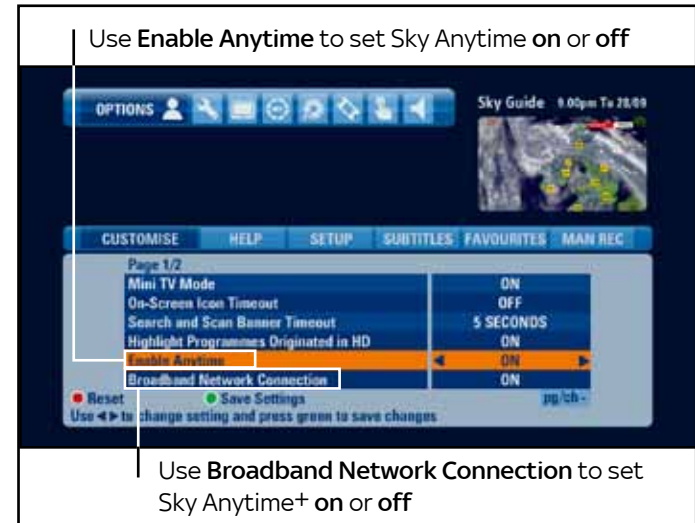 Use Enable Anytime to set Sky Anytime on or off
OPTIONS
Sky Guide 9.00pm Tu 28/09
CUSTOMISE HELP SETUP SUBTITLES FAVOURITES MAN REC
Page 1/2
Mini TV Mode ON
On-Screen Icon Timeout OFF
Search and Scan Banner Timeout 5 SECONDS
Highlight Programmes Originated in HD ON
Enable Anytime ◄ ON ►
Broadband Network Connection ON
Reset Save Settings pg/ch -
Use ◄ ► to change setting and press green to save changes
Use Broadband Network Connection to set
Sky Anytime+ on or off